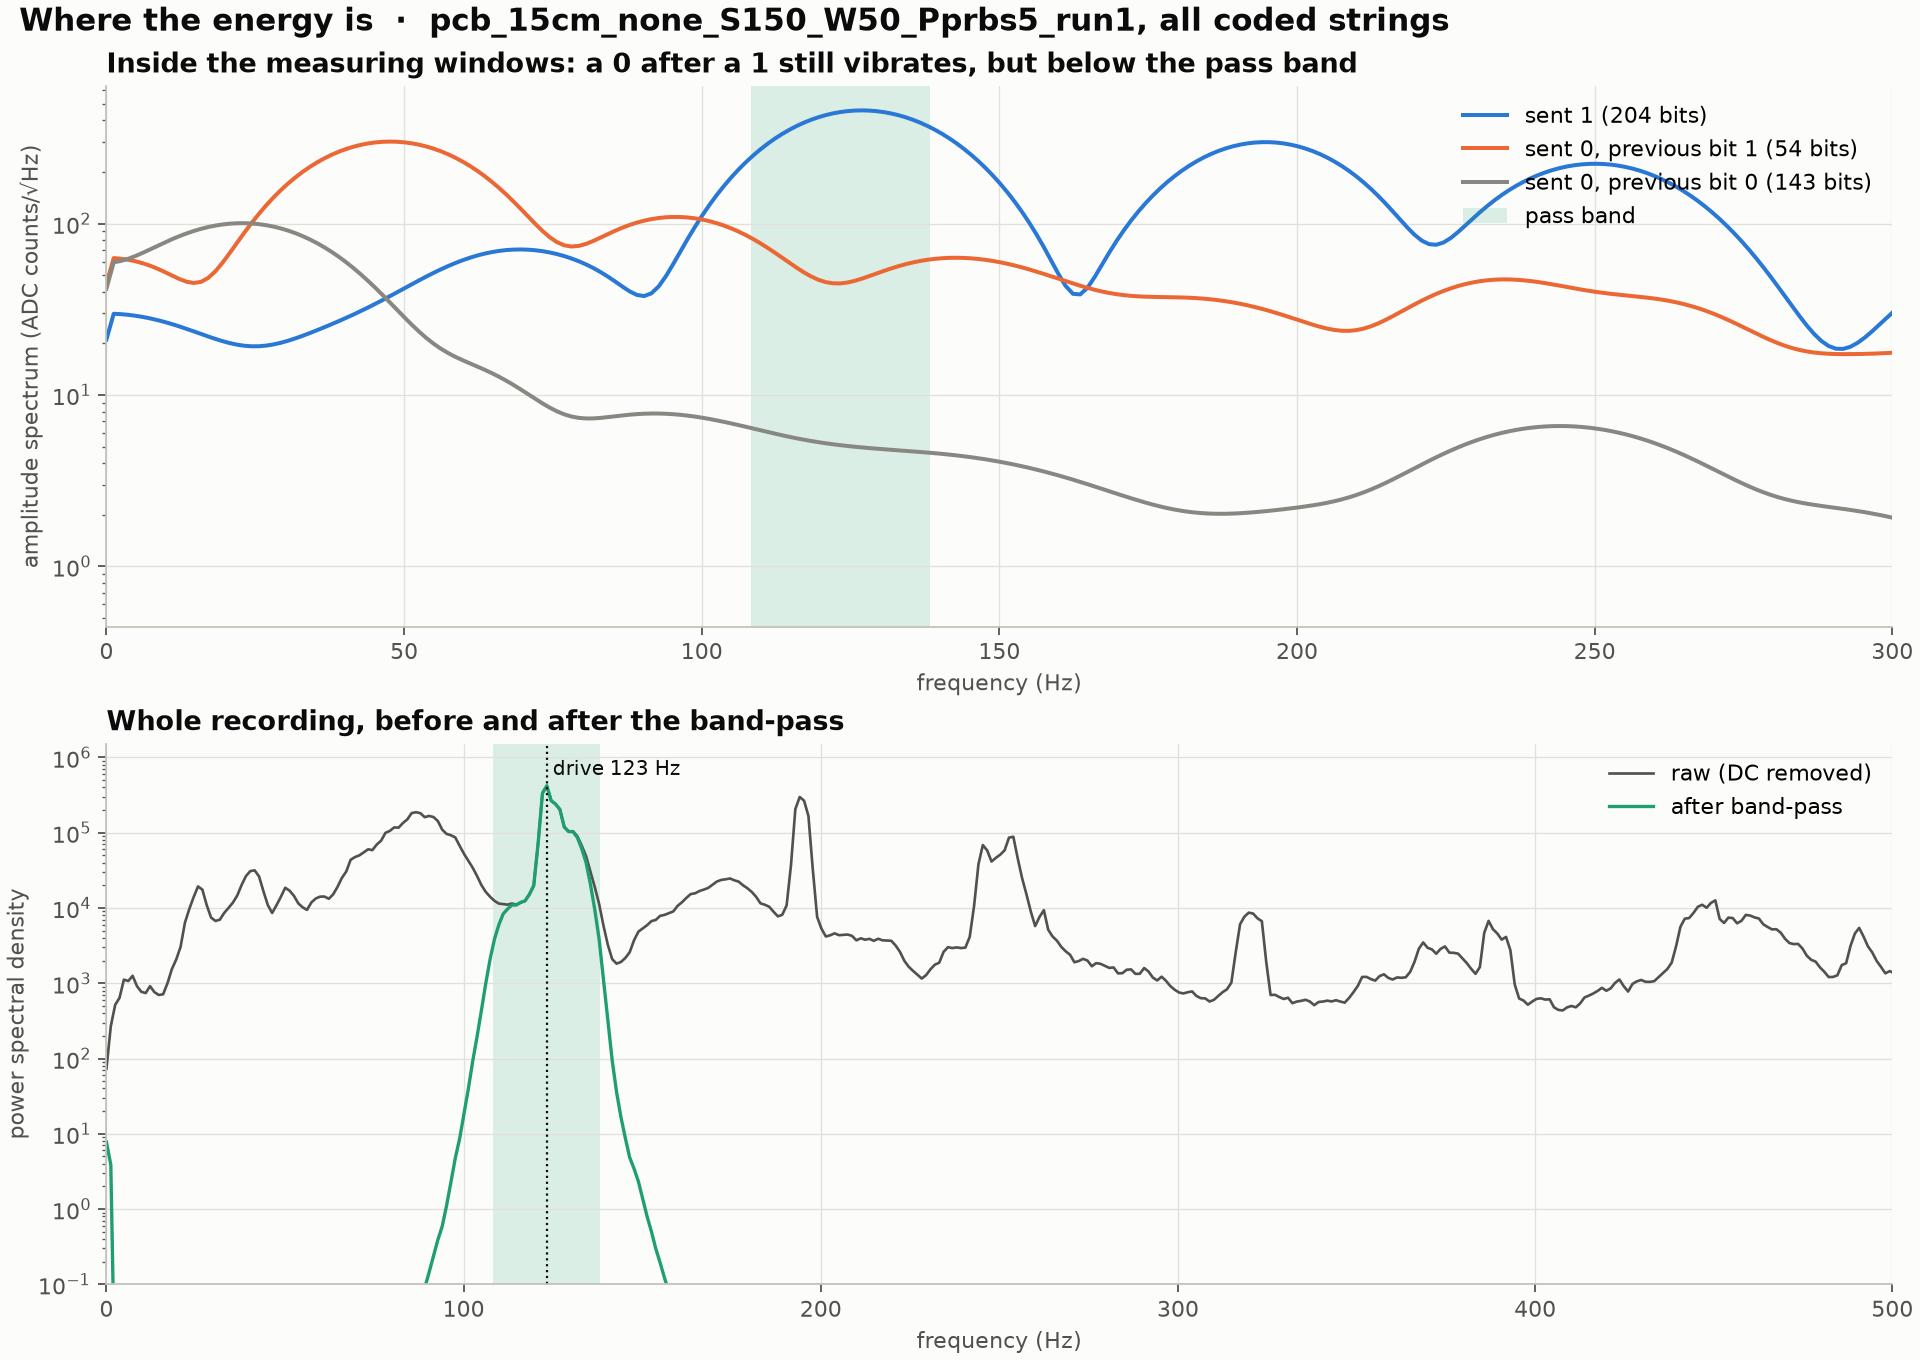 Where the energy is · pcb_15cm_none_S150_W50_Pprbs5_run1, all coded strings
Inside the measuring windows: a 0 after a 1 still vibrates, but below the pass band
amplitude spectrum (ADC counts/√Hz)
10²
10¹
10⁰
sent 1 (204 bits)
sent 0, previous bit 1 (54 bits)
sent 0, previous bit 0 (143 bits)
pass band
0 50 100 150 200 250 300
frequency (Hz)
Whole recording, before and after the band-pass
power spectral density
10⁶
10⁵
10⁴
10³
10²
10¹
10⁰
10⁻¹
drive 123 Hz
raw (DC removed)
after band-pass
0 100 200 300 400 500
frequency (Hz)